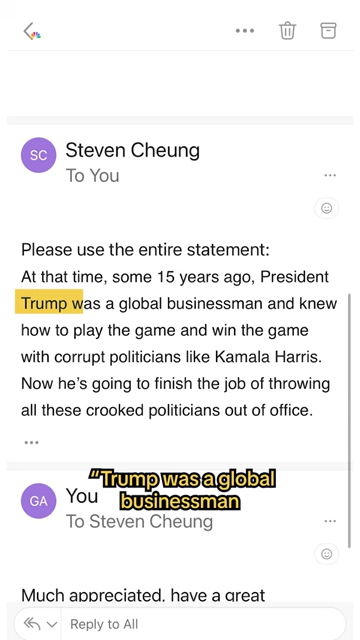 SC
Steven Cheung
To You
Please use the entire statement:
At that time, some 15 years ago, President
Trump was a global businessman and knew
how to play the game and win the game
with corrupt politicians like Kamala Harris.
Now he's going to finish the job of throwing
all these crooked politicians out of office.
"Trump was a global
businessman
GA
You
To Steven Cheung
Much appreciated, have a great
Reply to All